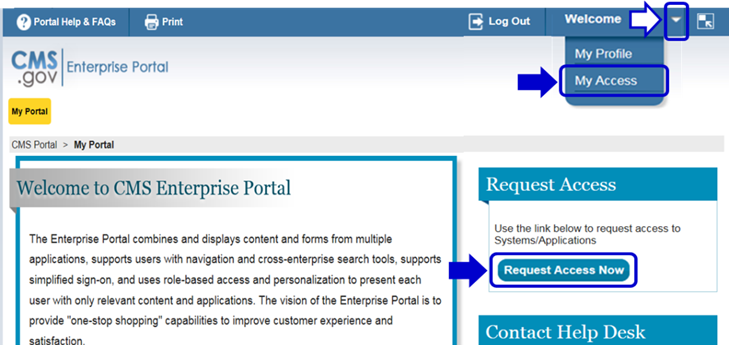 Portal Help & FAQs
Print
Log Out
Welcome
My Profile
My Access
CMS
.gov
Enterprise Portal
My Portal
CMS Portal > My Portal
Welcome to CMS Enterprise Portal
The Enterprise Portal combines and displays content and forms from multiple
applications, supports users with navigation and cross-enterprise search tools, supports
simplified sign-on, and uses role-based access and personalization to present each
user with only relevant content and applications. The vision of the Enterprise Portal is to
provide "one-stop shopping" capabilities to improve customer experience and
satisfaction.
Request Access
Use the link below to request access to
Systems/Applications
Request Access Now
Contact Help Desk